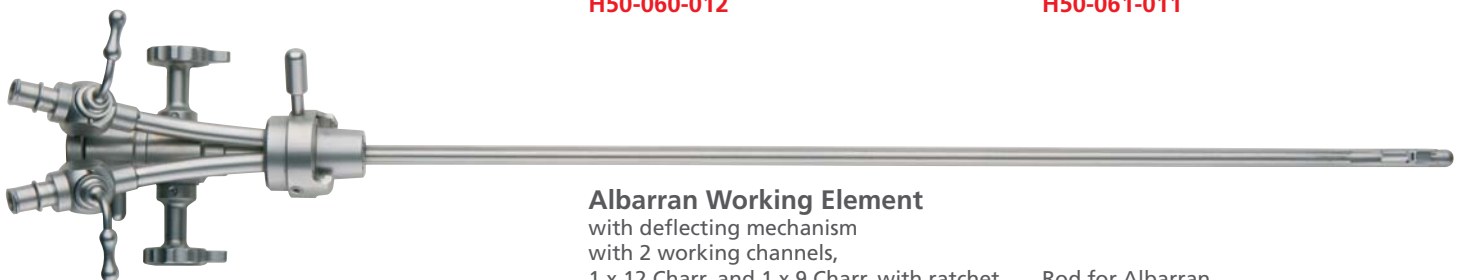 H50-060-012
H50-061-011
Albarran Working Element
with deflecting mechanism
with 2 working channels,
1 x 12 Charr. and 1 x 9 Charr. with ratchet
Rod for Albarran